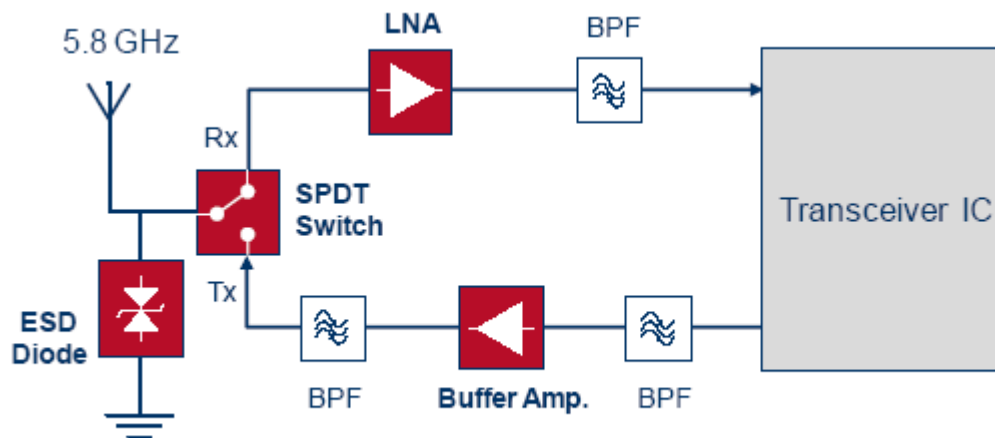 LNA
BPF
5.8 GHz
Rx
SPDT
Switch
Transceiver IC
Tx
ESD
Diode
BPF
Buffer Amp.
BPF